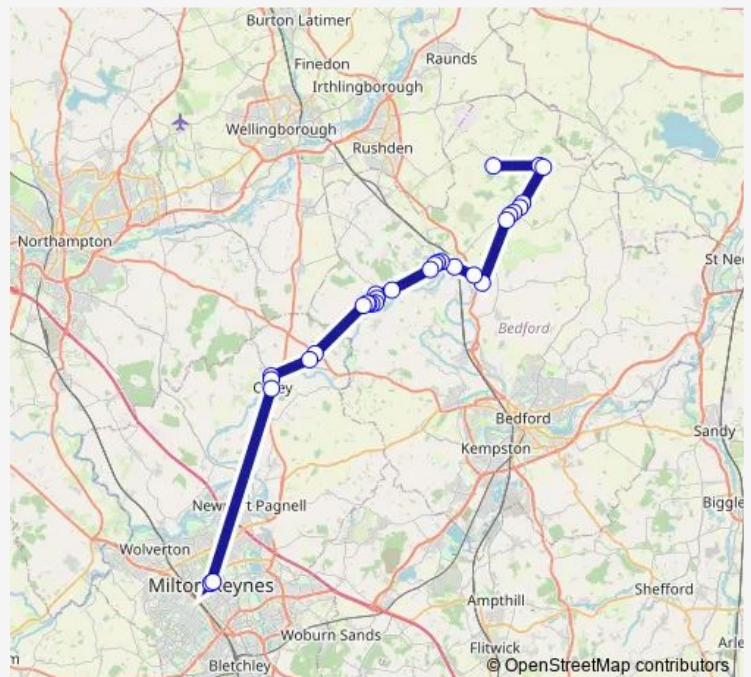 Burton Latimer
Raunds
Finedon
Irthlingborough
Wellingborough
Rushden
Northampton
St Ne
Bedford
Bedford
Sandy
Kempston
Newport Pagnell
Biggle
Wolverton
Milton Keynes
Shefford
Ampthill
Woburn Sands
Arle
Flitwick
Bletchley
m
© OpenStreetMap contributors